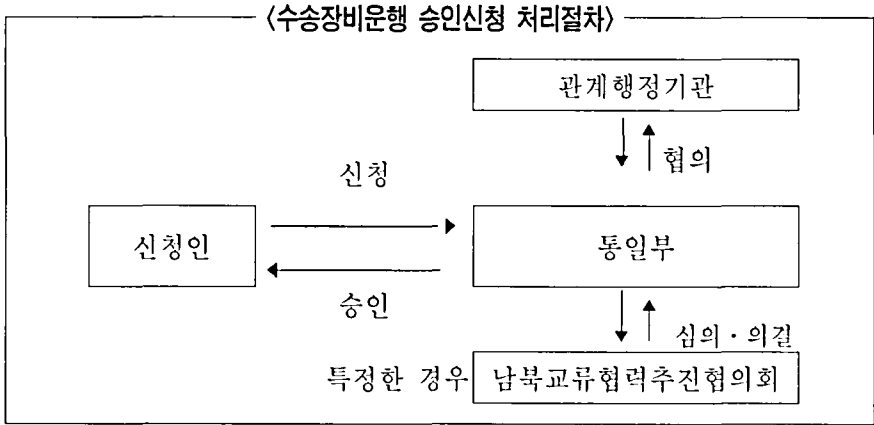 〈수송장비운행 승인신청 처리절차〉
관계행정기관
협의
신청
신청인
통일부
승인
심의·의결
특정한 경우 남북교류협력추진협의회